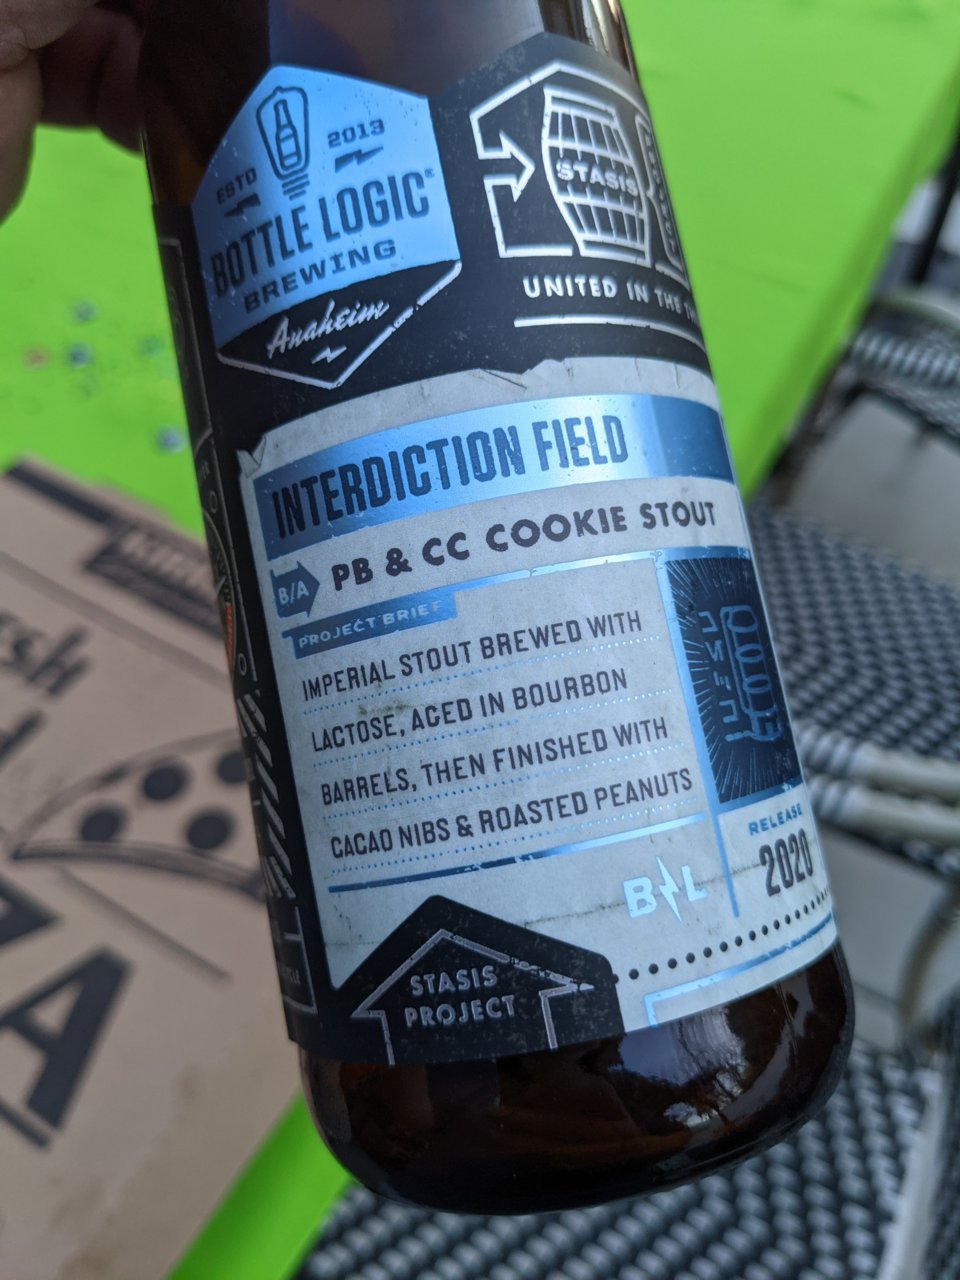 ESTD 2013
BOTTLE LOGIC®
BREWING
Anaheim
STASIS
UNITED IN THE
INTERDICTION FIELD
B/A PB & CC COOKIE STOUT
PROJECT BRIEF
IMPERIAL STOUT BREWED WITH
LACTOSE, AGED IN BOURBON
BARRELS, THEN FINISHED WITH
CACAO NIBS & ROASTED PEANUTS
B L
RELEASE
2020
STASIS
PROJECT